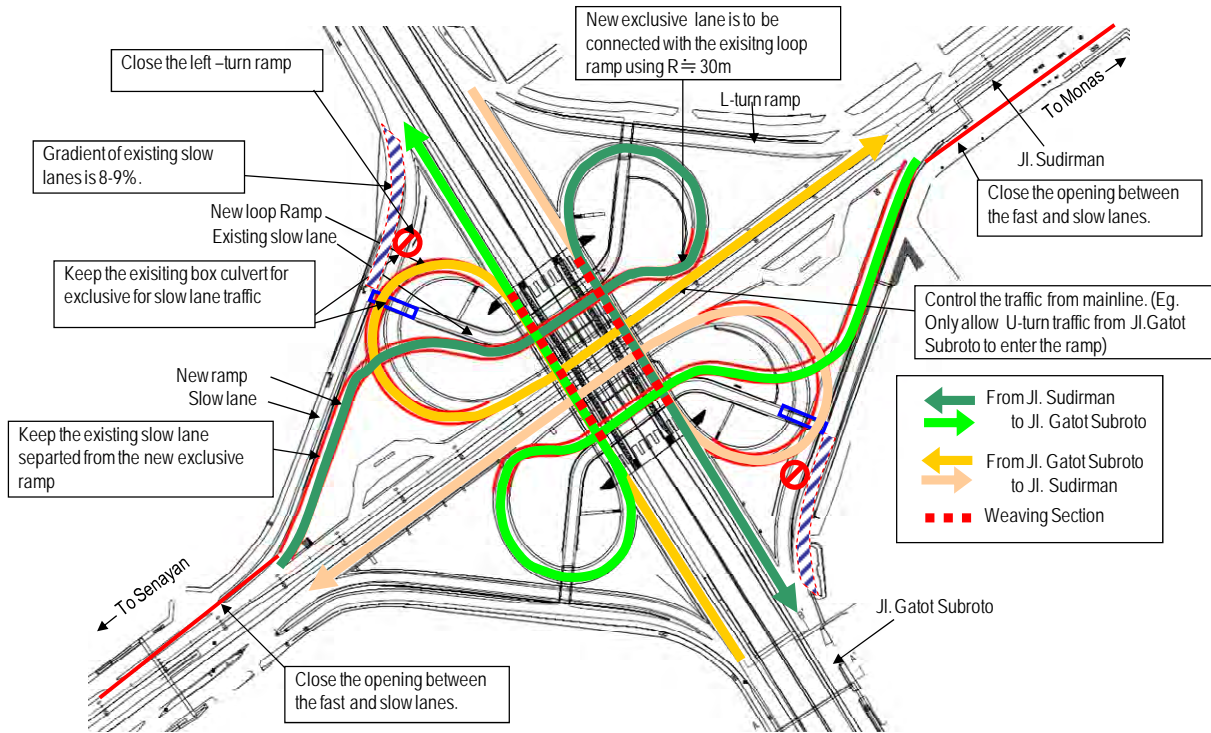 New exclusive lane is to be
connected with the exisitng loop
ramp using R≒ 30m
Close the left –turn ramp
L-turn ramp
To Monas
Jl. Sudirman
Gradient of existing slow
lanes is 8-9%.
Close the opening between
the fast and slow lanes.
New loop Ramp
Existing slow lane
Keep the exisiting box culvert for
exclusive for slow lane traffic
Control the traffic from mainline. (Eg.
Only allow U-turn traffic from Jl.Gatot
Subroto to enter the ramp)
New ramp
Slow lane
Keep the existing slow lane
separted from the new exclusive
ramp
From Jl. Sudirman
to Jl. Gatot Subroto
From Jl. Gatot Subroto
to Jl. Sudirman
Weaving Section
To Senayan
Jl. Gatot Subroto
Close the opening between
the fast and slow lanes.